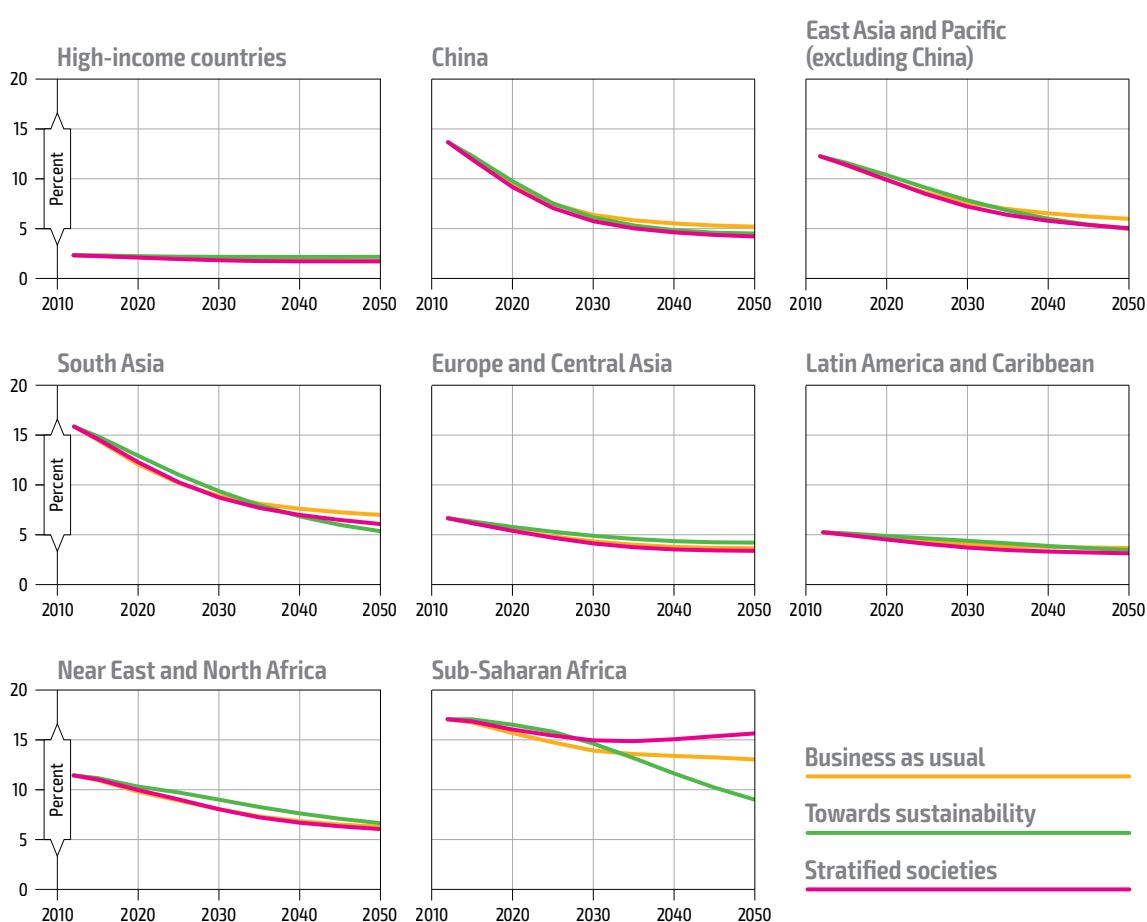 High-income countries
China
East Asia and Pacific
(excluding China)
20
15
10
5
0
Percent
2010 2020 2030 2040 2050
2010 2020 2030 2040 2050
2010 2020 2030 2040 2050
South Asia
Europe and Central Asia
Latin America and Caribbean
20
15
10
5
0
Percent
2010 2020 2030 2040 2050
2010 2020 2030 2040 2050
2010 2020 2030 2040 2050
Near East and North Africa
Sub-Saharan Africa
20
15
10
5
0
Percent
2010 2020 2030 2040 2050
2010 2020 2030 2040 2050
Business as usual
Towards sustainability
Stratified societies